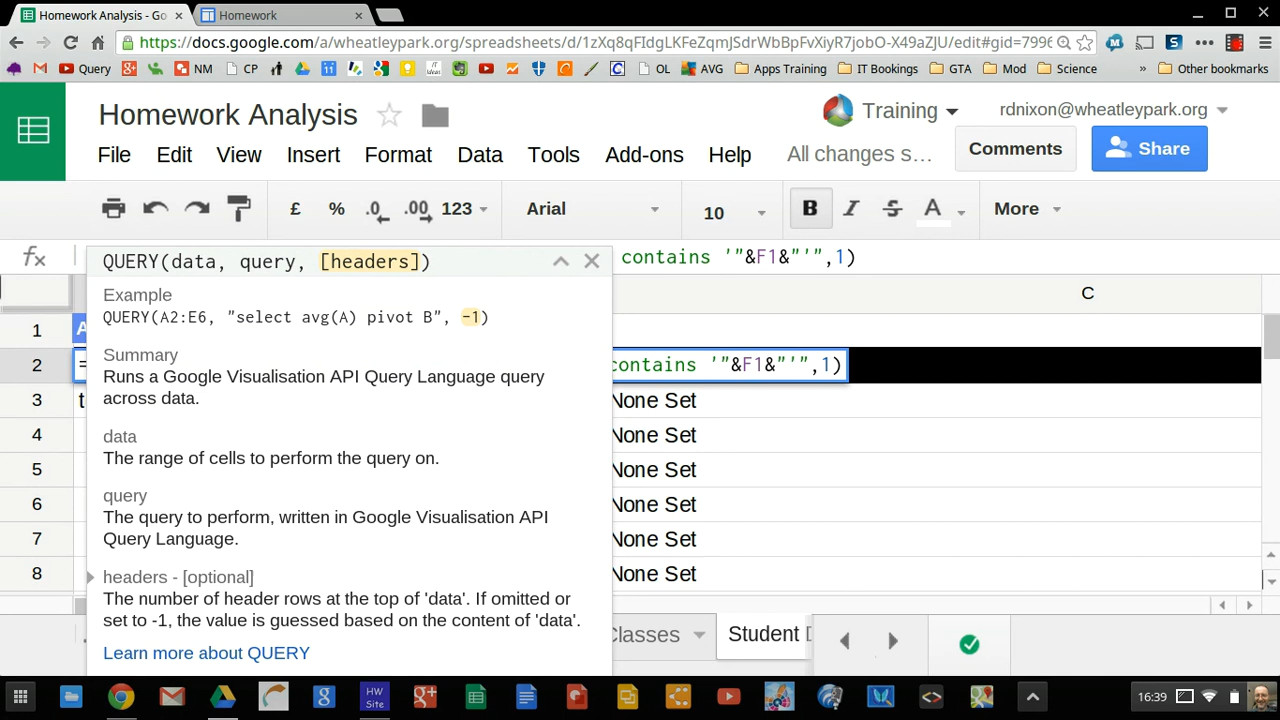 Homework Analysis - Go
Homework
https://docs.google.com/a/wheatleypark.org/spreadsheets/d/1zXq8qFIdgLKFeZqmJSdrWbBpFvXiyR7jobO-X49aZJU/edit#gid=7996
Query NM CP OL AVG Apps Training IT Bookings GTA Mod Science » Other bookmarks
Homework Analysis
Training rdnixon@wheatleypark.org
File Edit View Insert Format Data Tools Add-ons Help All changes s… Comments Share
£ % .0 .00 123 Arial 10 B I S A More
fx contains '"&F1&"'",1)
QUERY(data, query, [headers])
C
Example
QUERY(A2:E6, "select avg(A) pivot B", -1)
1 A
Summary
Runs a Google Visualisation API Query Language query
across data.
2 = contains '"&F1&"'",1)
3 None Set
4 None Set
data
The range of cells to perform the query on.
5 None Set
query
The query to perform, written in Google Visualisation API
Query Language.
6 None Set
7 None Set
8 None Set
headers - [optional]
The number of header rows at the top of 'data'. If omitted or
set to -1, the value is guessed based on the content of 'data'.
Learn more about QUERY
Classes Student
HW
Site
16:39